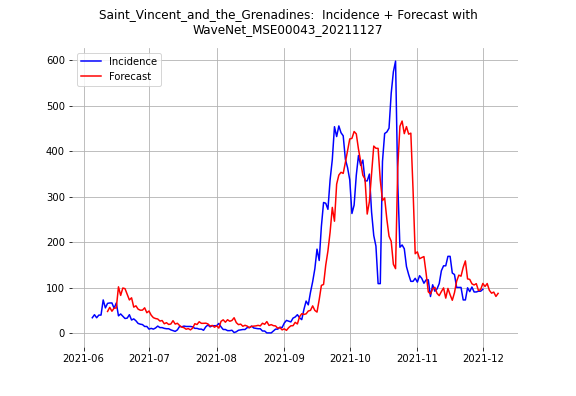 Saint_Vincent_and_the_Grenadines:  Incidence + Forecast with
WaveNet_MSE00043_20211127
Incidence
Forecast
600
500
400
300
200
100
0
2021-06 2021-07 2021-08 2021-09 2021-10 2021-11 2021-12